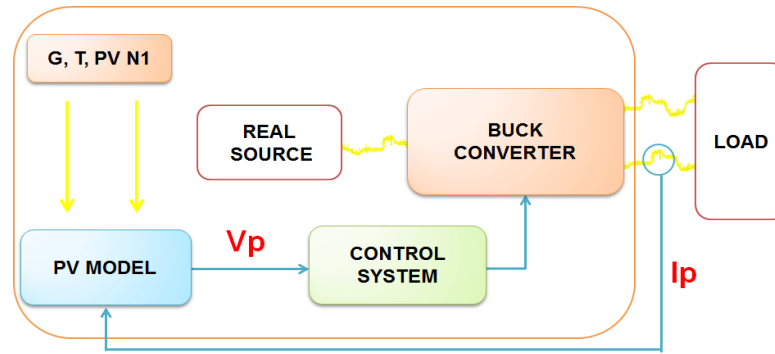 G, T, PV N1
REAL
SOURCE
BUCK
CONVERTER
LOAD
PV MODEL
Vp
CONTROL
SYSTEM
Ip